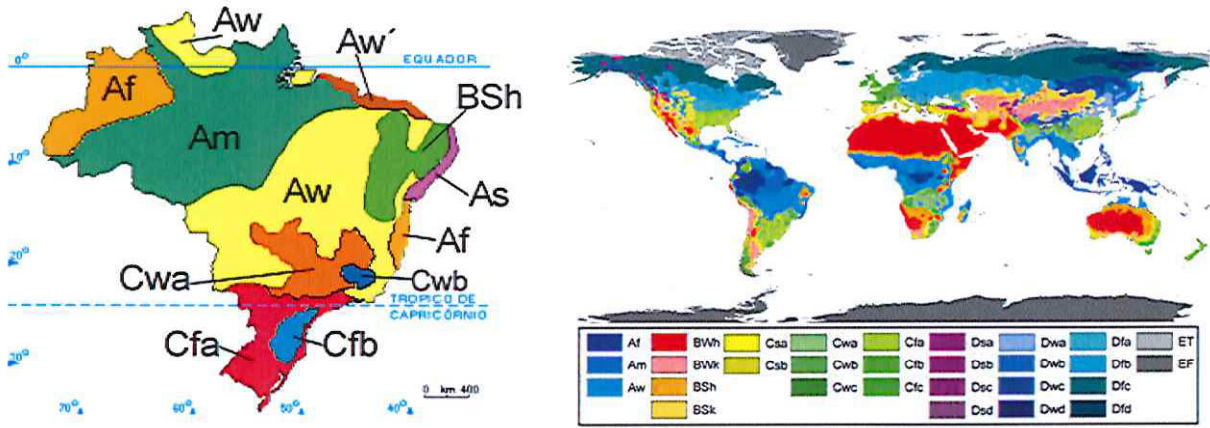 Aw
Aw´
0°
EQUADOR
Af
BSh
Am
10°
Aw
As
Af
20°
Cwa
Cwb
TROPICO DE
CAPRICÓRNIO
Cfa
Cfb
0 km 400
70° 60° 50° 40°
Af BWh Csa Cwa Cfa Dsa Dwa Dfa ET
Am BWk Csb Cwb Cfb Dsb Dwb Dfb EF
Aw BSh Cwc Cfc Dsc Dwc Dfc
BSk Dsd Dwd Dfd